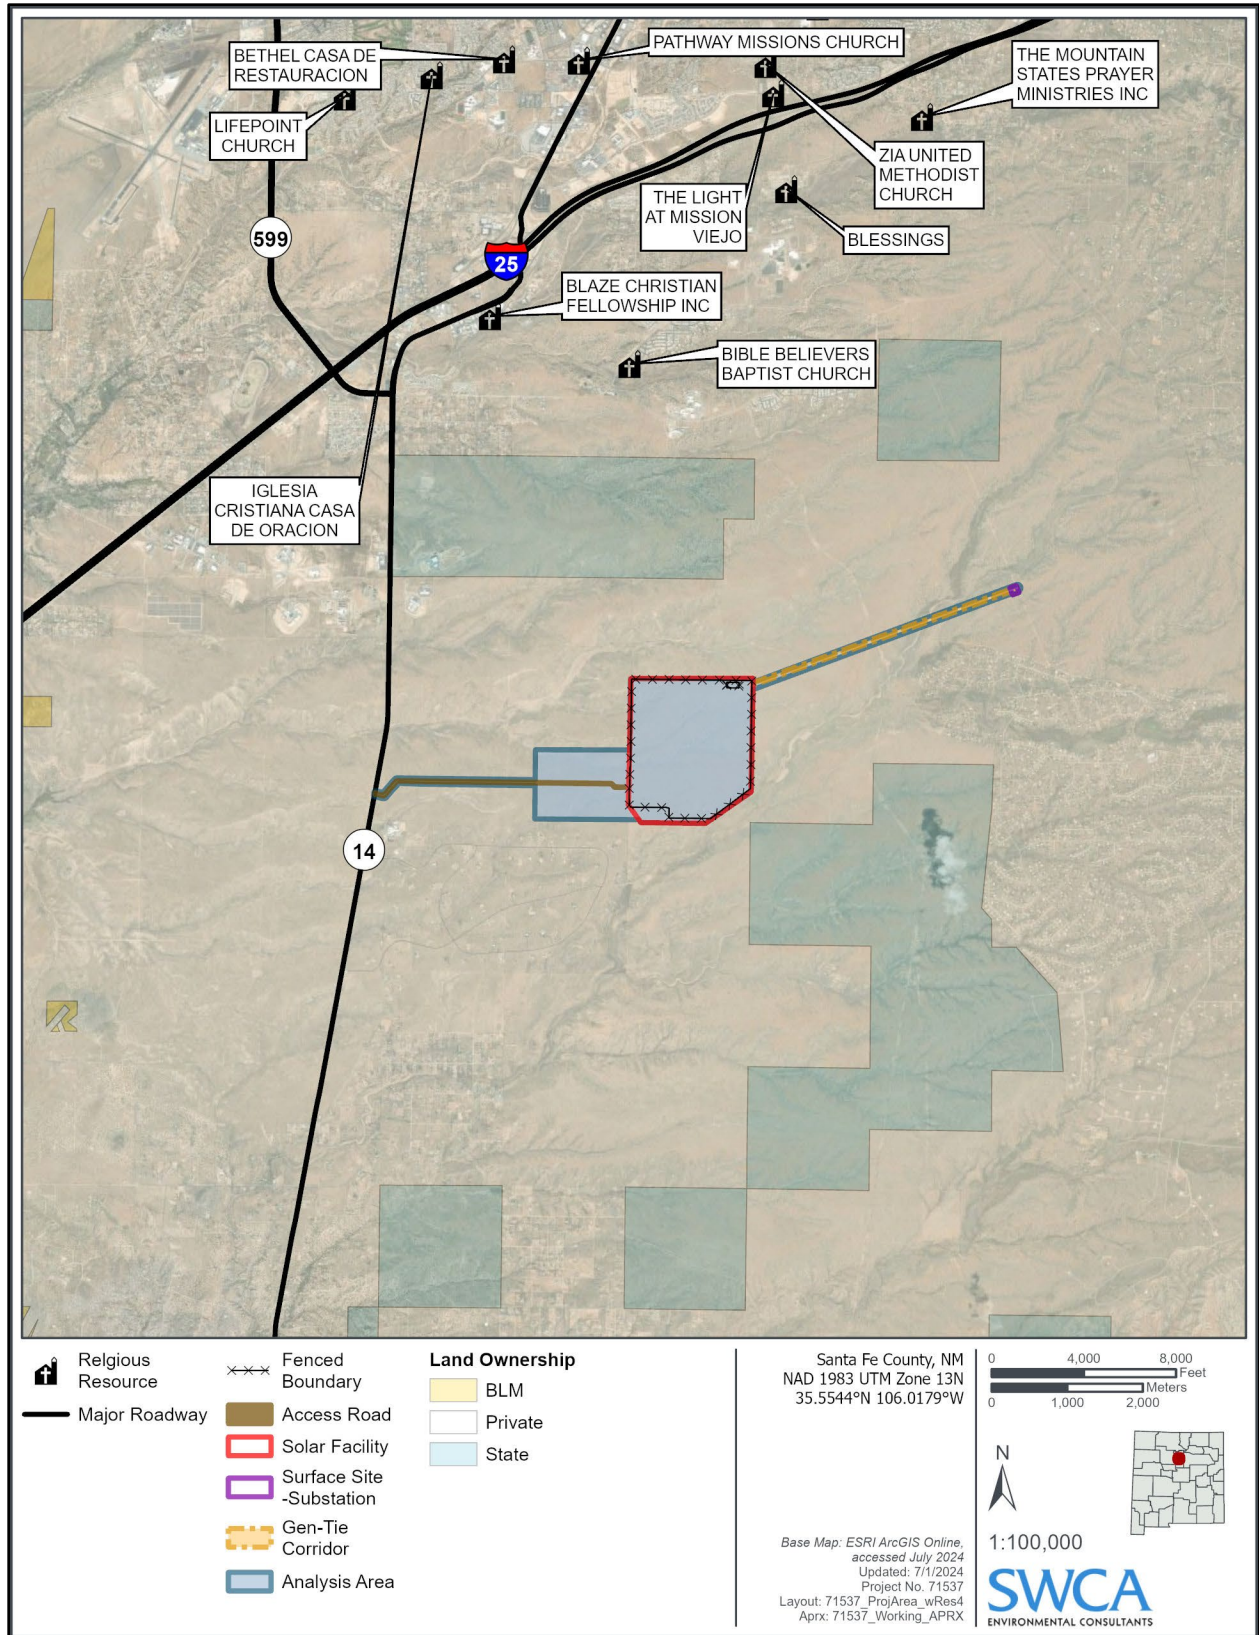 BETHEL CASA DE
RESTAURACION
PATHWAY MISSIONS CHURCH
THE MOUNTAIN
STATES PRAYER
MINISTRIES INC
LIFEPOINT
CHURCH
ZIA UNITED
METHODIST
CHURCH
THE LIGHT
AT MISSION
VIEJO
BLESSINGS
599
25
BLAZE CHRISTIAN
FELLOWSHIP INC
BIBLE BELIEVERS
BAPTIST CHURCH
IGLESIA
CRISTIANA CASA
DE ORACION
14
Relgious
Resource
Major Roadway
Fenced
Boundary
Access Road
Solar Facility
Surface Site
-Substation
Gen-Tie
Corridor
Analysis Area
Land Ownership
BLM
Private
State
Santa Fe County, NM
NAD 1983 UTM Zone 13N
35.5544°N 106.0179°W
Base Map: ESRI ArcGIS Online,
accessed July 2024
Updated: 7/1/2024
Project No. 71537
Layout: 71537_ProjArea_wRes4
Aprx: 71537_Working_APRX
0 4,000 8,000
Feet
Meters
0 1,000 2,000
N
1:100,000
SWCA
ENVIRONMENTAL CONSULTANTS